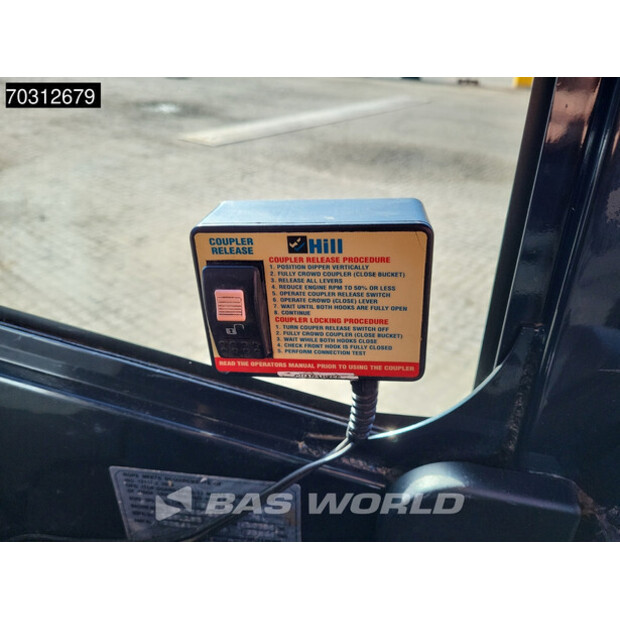 70312679
COUPLER
RELEASE
Hill
COUPLER RELEASE PROCEDURE
1. POSITION DIPPER VERTICALLY
2. FULLY CROWD COUPLER (CLOSE BUCKET)
3. RELEASE ALL LEVERS
4. REDUCE ENGINE RPM TO 50% OR LESS
5. OPERATE COUPLER RELEASE SWITCH
6. OPERATE CROWD (CLOSE) LEVER
7. WAIT UNTIL BOTH HOOKS ARE FULLY OPEN
8. CONTINUE
COUPLER LOCKING PROCEDURE
1. TURN COUPER RELEASE SWITCH OFF
2. FULLY CROWD COUPLER (CLOSE BUCKET)
3. WAIT WHILE BOTH HOOKS CLOSE
4. CHECK FRONT HOOK IS FULLY CLOSED
5. PERFORM CONNECTION TEST
READ THE OPERATORS MANUAL PRIOR TO USING THE COUPLER
BAS WORLD